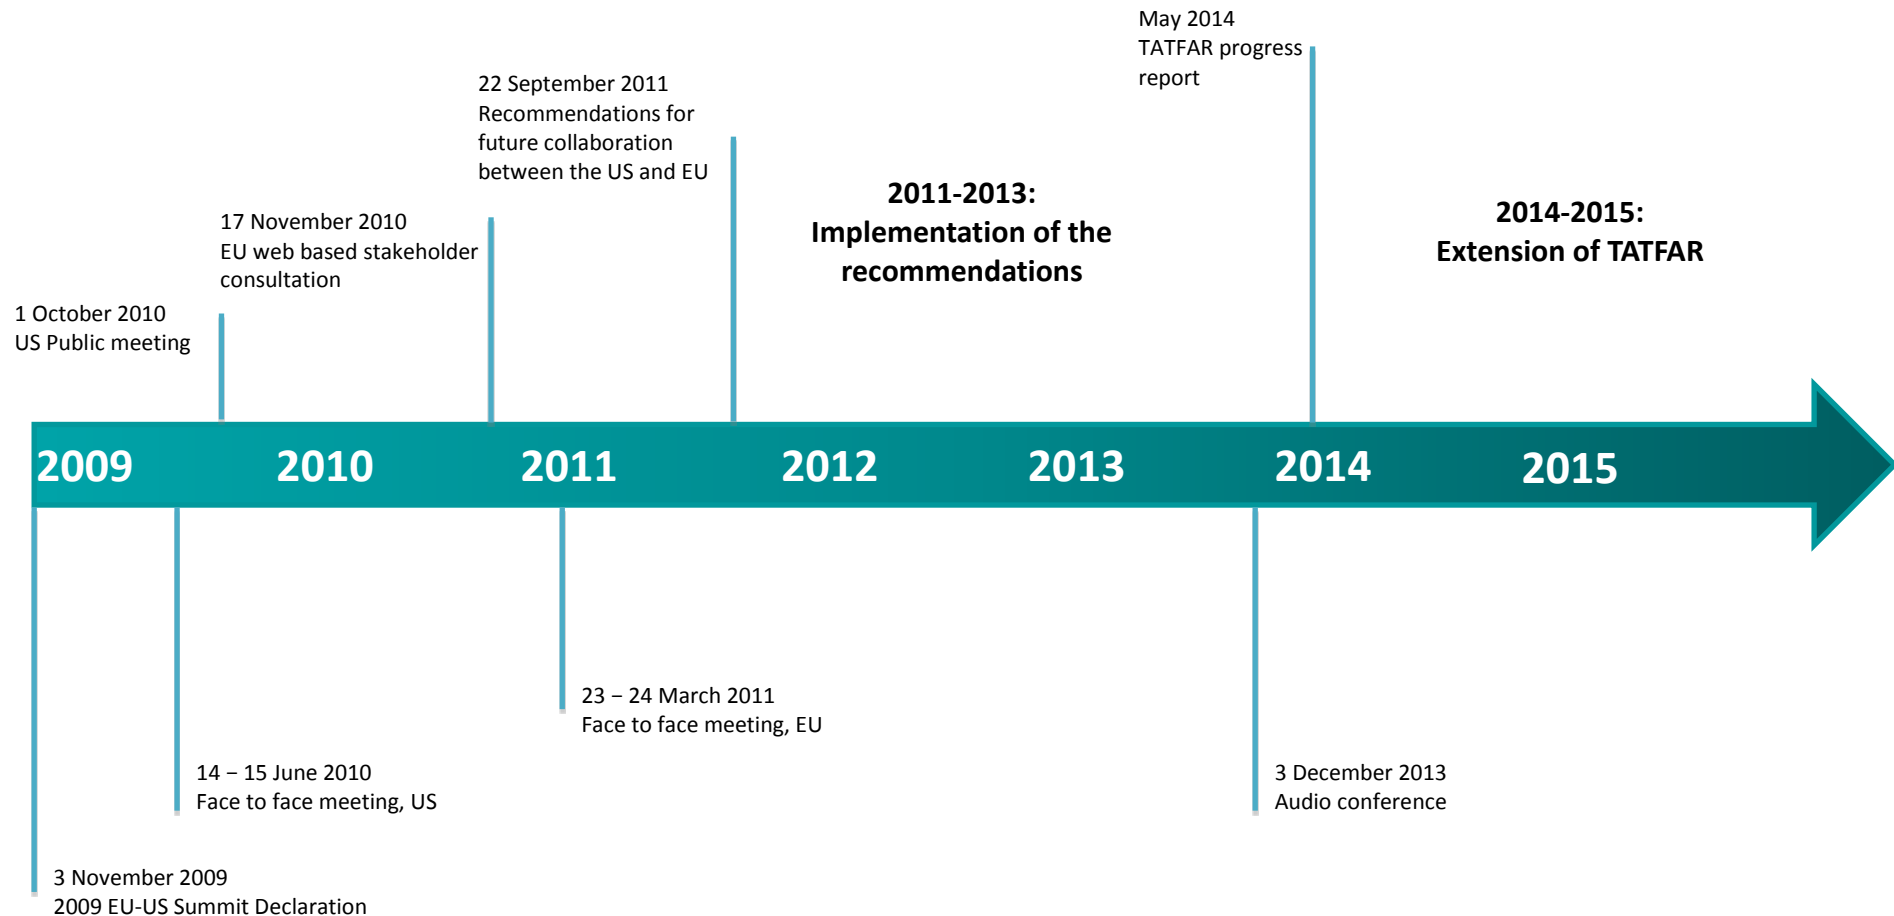 May 2014
TATFAR progress
report
22 September 2011
Recommendations for
future collaboration
between the US and EU
2011-2013:
Implementation of the
recommendations
2014-2015:
Extension of TATFAR
17 November 2010
EU web based stakeholder
consultation
1 October 2010
US Public meeting
2009
2010
2011
2012
2013
2014
2015
23 – 24 March 2011
Face to face meeting, EU
14 – 15 June 2010
Face to face meeting, US
3 December 2013
Audio conference
3 November 2009
2009 EU-US Summit Declaration